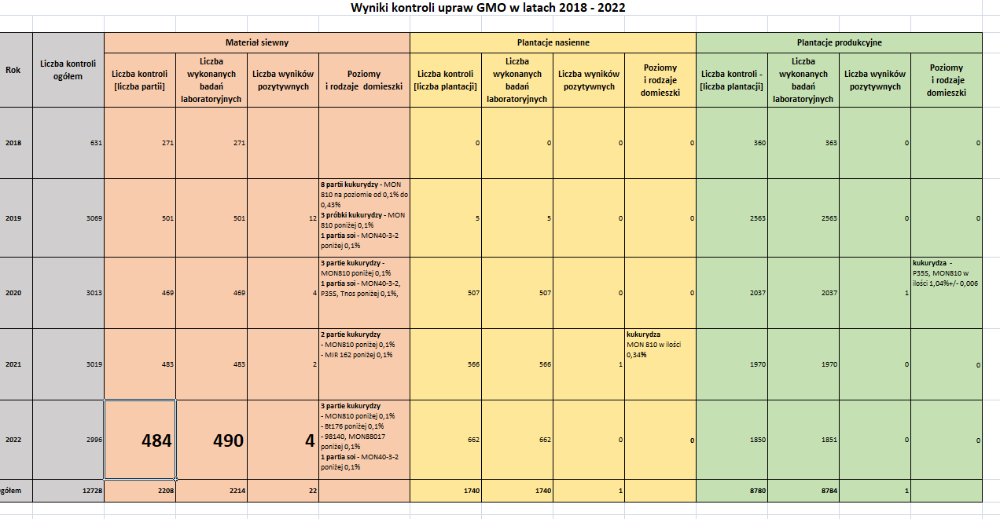 Wyniki kontroli upraw GMO w latach 2018 - 2022
Materiał siewny
Plantacje nasienne
Plantacje produkcyjne
Rok
Liczba kontroli
ogółem
Liczba kontroli
[liczba partii]
Liczba
wykonanych
badań
laboratoryjnych
Liczba wyników
pozytywnych
Poziomy
i rodzaje domieszki
Liczba kontroli
[liczba plantacji]
Liczba
wykonanych
badań
laboratoryjnych
Liczba wyników
pozytywnych
Poziomy
i rodzaje
domieszki
Liczba kontroli -
[liczba plantacji]
Liczba
wykonanych
badań
laboratoryjnych
Liczba wyników
pozytywnych
Poziomy
i rodzaje
domieszki
2018 631 271 271 0 0 0 0 360 363 0 0
2019 3069 501 501 12
8 partii kukurydzy - MON
810 na poziomie od 0,1% do
0,43%
3 próbki kukurydzy - MON
810 poniżej 0,1%
1 partia soi - MON40-3-2
poniżej 0,1%
5 5 0 0 2563 2563 0 0
2020 3013 469 469 4
3 partie kukurydzy -
MON810 poniżej 0,1%
1 partia soi - MON40-3-2,
P35S, Tnos poniżej 0,1%,
507 507 0 0 2037 2037 1
kukurydza -
P35S, MON810 w
ilości 1,04%+/- 0,006
2021 3019 483 483 2
2 partie kukurydzy
- MON810 poniżej 0,1%
- MIR 162 poniżej 0,1%
566 566 1
kukurydza
MON 810 w ilości
0,34%
1970 1970 0 0
2022 2996 484 490 4
3 partie kukurydzy
- MON810 poniżej 0,1%
- Bt176 poniżej 0,1%
- 98140, MON88017
poniżej 0,1%
1 partia soi - MON40-3-2
poniżej 0,1%
662 662 0 0 1850 1851 0 0
gółem 12728 2208 2214 22 1740 1740 1 8780 8784 1